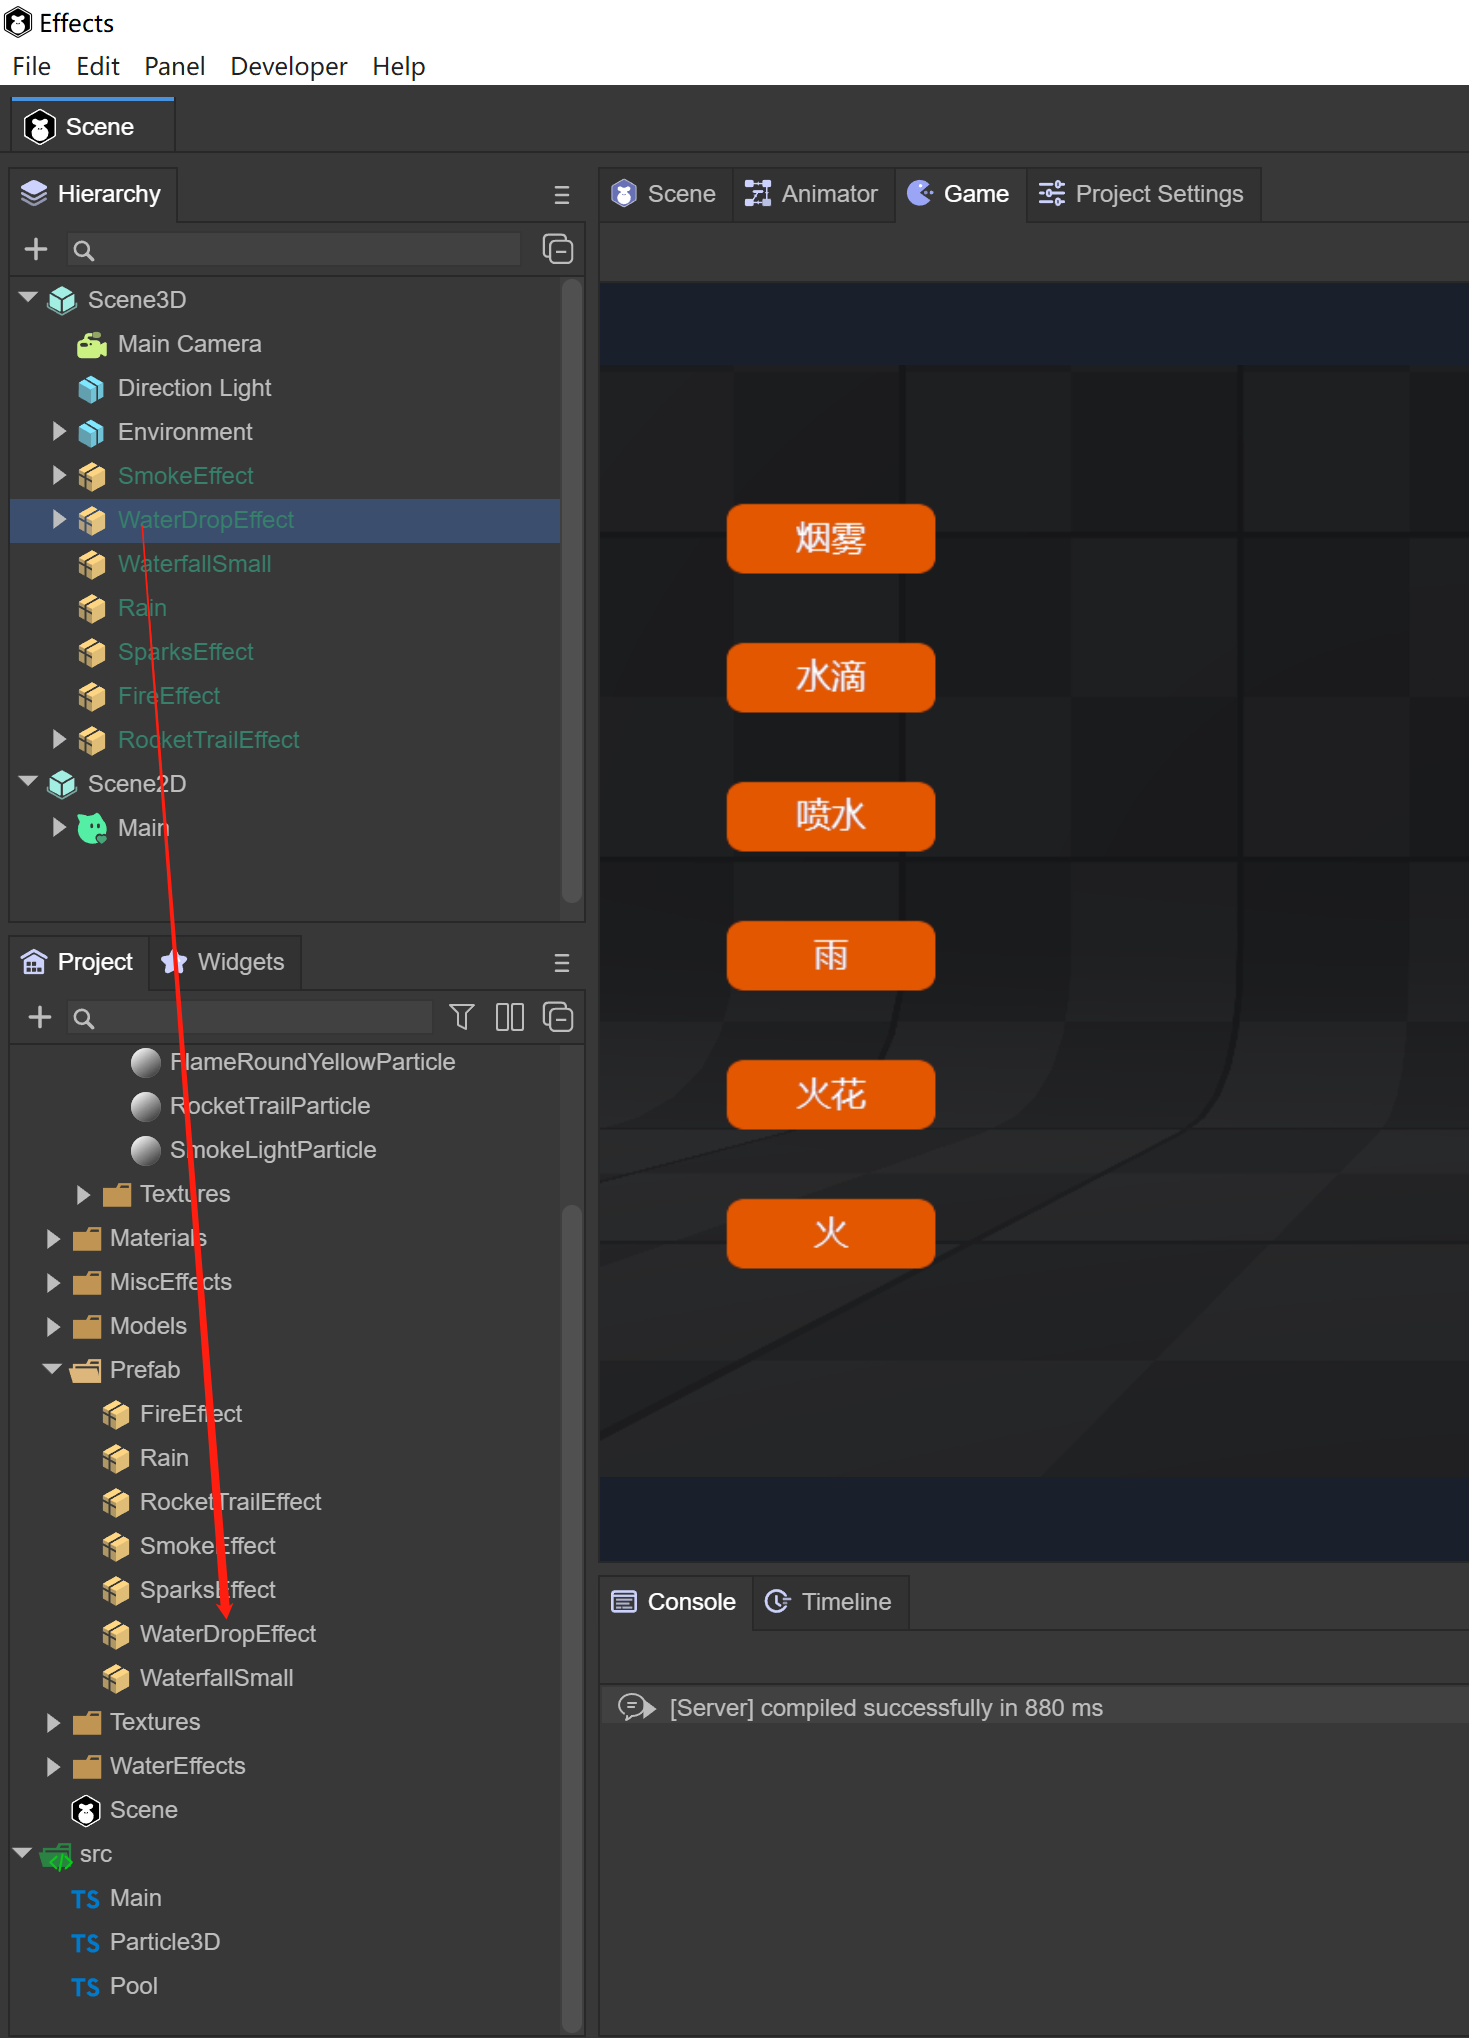 Effects
File Edit Panel Developer Help
Scene
Hierarchy
Scene3D
Main Camera
Direction Light
Environment
SmokeEffect
WaterDropEffect
WaterfallSmall
Rain
SparksEffect
FireEffect
RocketTrailEffect
Scene2D
Main
Project Widgets
FlameRoundYellowParticle
RocketTrailParticle
SmokeLightParticle
Textures
Materials
MiscEffects
Models
Prefab
FireEffect
Rain
RocketTrailEffect
SmokeEffect
SparksEffect
WaterDropEffect
WaterfallSmall
Textures
WaterEffects
Scene
src
TS Main
TS Particle3D
TS Pool
Scene Animator Game Project Settings
烟雾
水滴
喷水
雨
火花
火
Console Timeline
[Server] compiled successfully in 880 ms